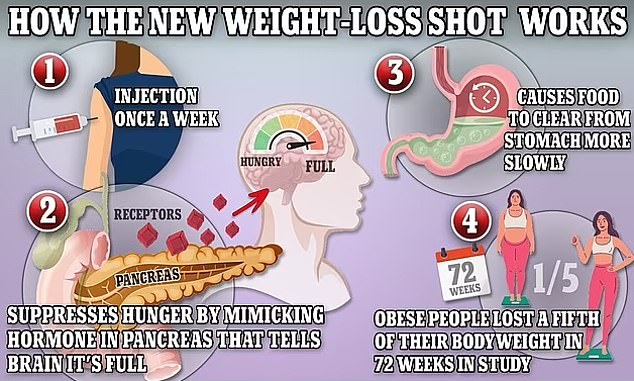 HOW THE NEW WEIGHT-LOSS SHOT WORKS
1
INJECTION
ONCE A WEEK
2
RECEPTORS
PANCREAS
HUNGRY
FULL
SUPPRESSES HUNGER BY MIMICKING
HORMONE IN PANCREAS THAT TELLS
BRAIN IT'S FULL
3
CAUSES FOOD
TO CLEAR FROM
STOMACH MORE
SLOWLY
4
72
WEEKS
1/5
OBESE PEOPLE LOST A FIFTH
OF THEIR BODYWEIGHT IN
72 WEEKS IN STUDY